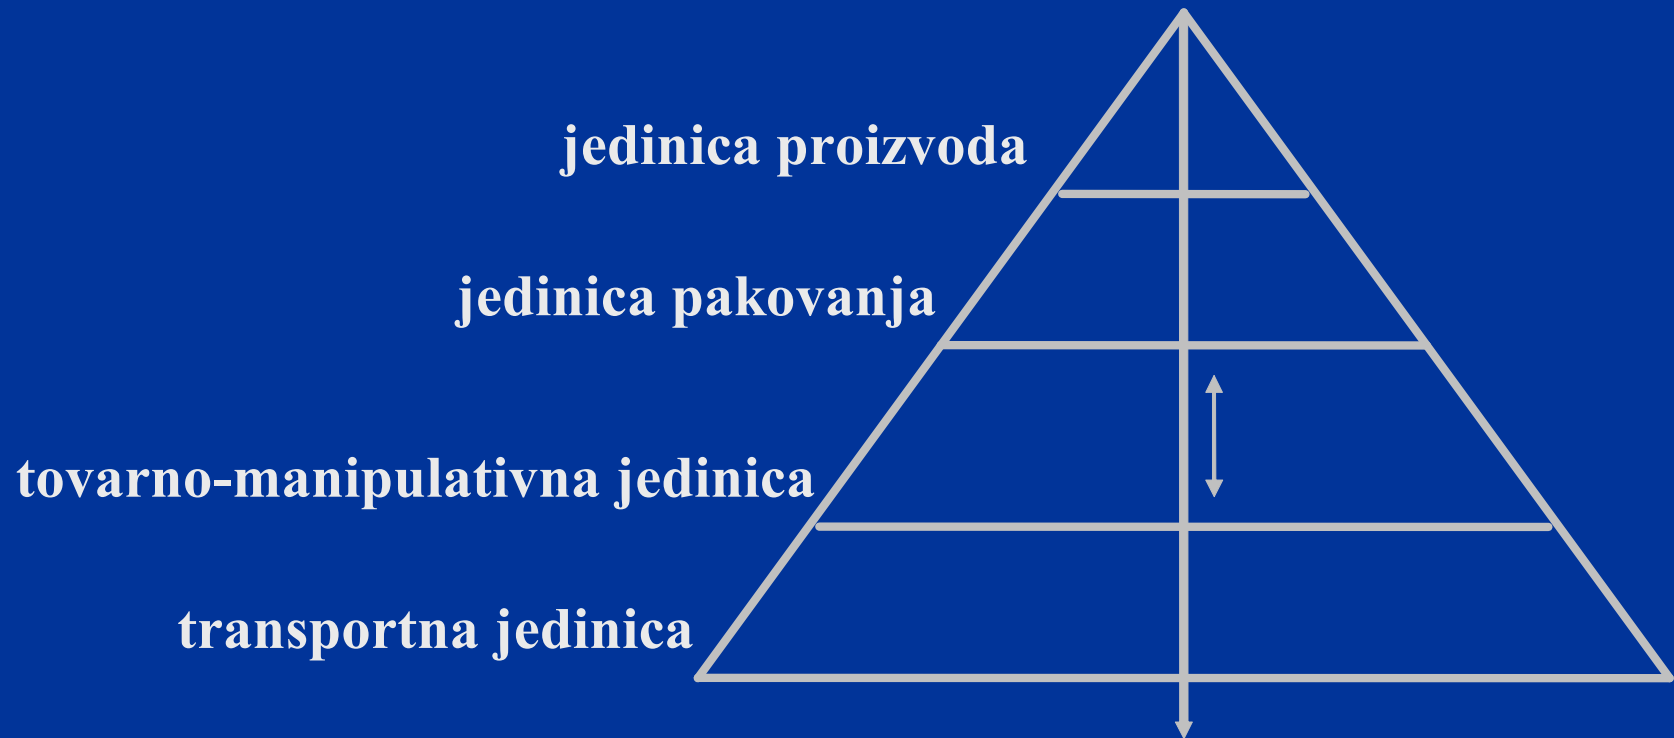 jedinica proizvoda
jedinica pakovanja
tovarno-manipulativna jedinica
transportna jedinica